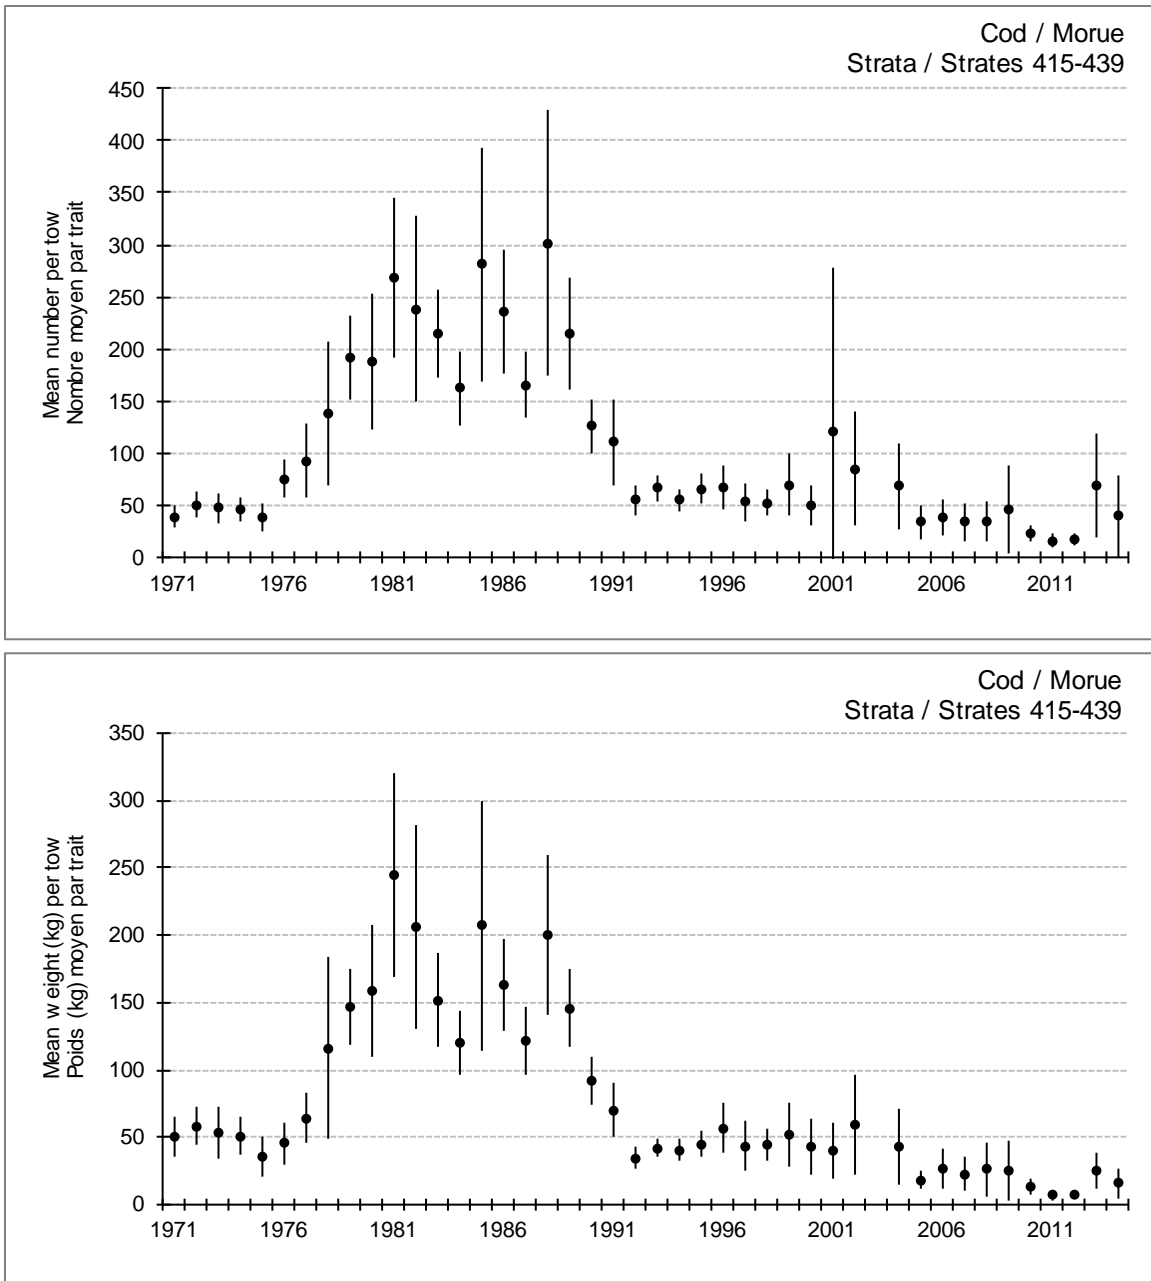 Cod / Morue
Strata / Strates 415-439
Mean number per tow
Nombre moyen par trait
450
400
350
300
250
200
150
100
50
0
1971 1976 1981 1986 1991 1996 2001 2006 2011
Cod / Morue
Strata / Strates 415-439
Mean weight (kg) per tow
Poids (kg) moyen par trait
350
300
250
200
150
100
50
0
1971 1976 1981 1986 1991 1996 2001 2006 2011